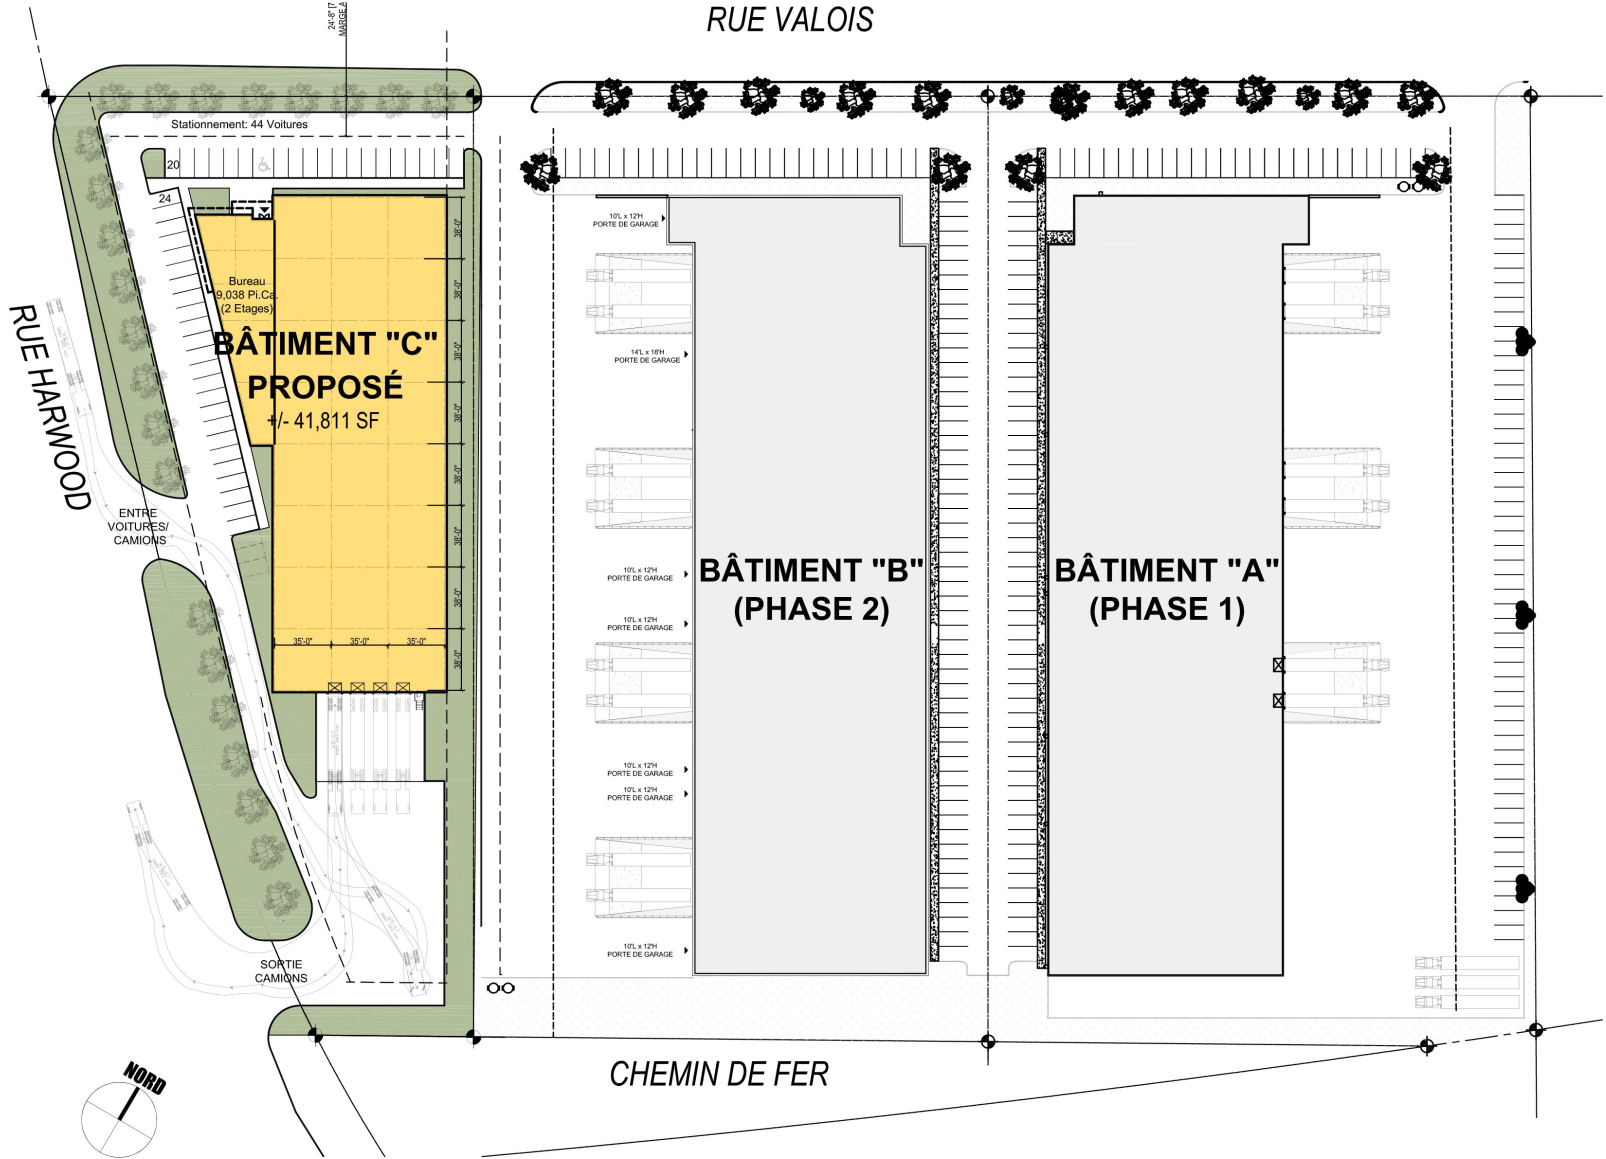 24'-8" [7
MARGE A
RUE VALOIS
Stationnement: 44 Voitures
20
24
Bureau
9,038 Pi.Ca.
(2 Etages)
BÂTIMENT "C"
PROPOSÉ
+/- 41,811 SF
38'-0"
38'-0"
38'-0"
38'-0"
38'-0"
38'-0"
38'-0"
38'-0"
35'-0"
35'-0"
35'-0"
RUE HARWOOD
ENTRE
VOITURES/
CAMIONS
SORTIE
CAMIONS
10'L x 12'H
PORTE DE GARAGE
14'L x 18'H
PORTE DE GARAGE
10'L x 12'H
PORTE DE GARAGE
10'L x 12'H
PORTE DE GARAGE
10'L x 12'H
PORTE DE GARAGE
10'L x 12'H
PORTE DE GARAGE
10'L x 12'H
PORTE DE GARAGE
BÂTIMENT "B"
(PHASE 2)
BÂTIMENT "A"
(PHASE 1)
CHEMIN DE FER
NORD